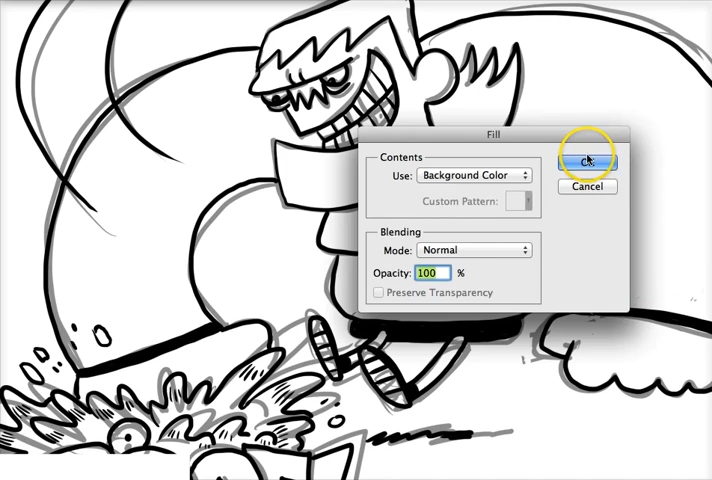 Fill
Contents
Use: Background Color
Custom Pattern:
Cancel
Blending
Mode: Normal
Opacity: 100 %
Preserve Transparency